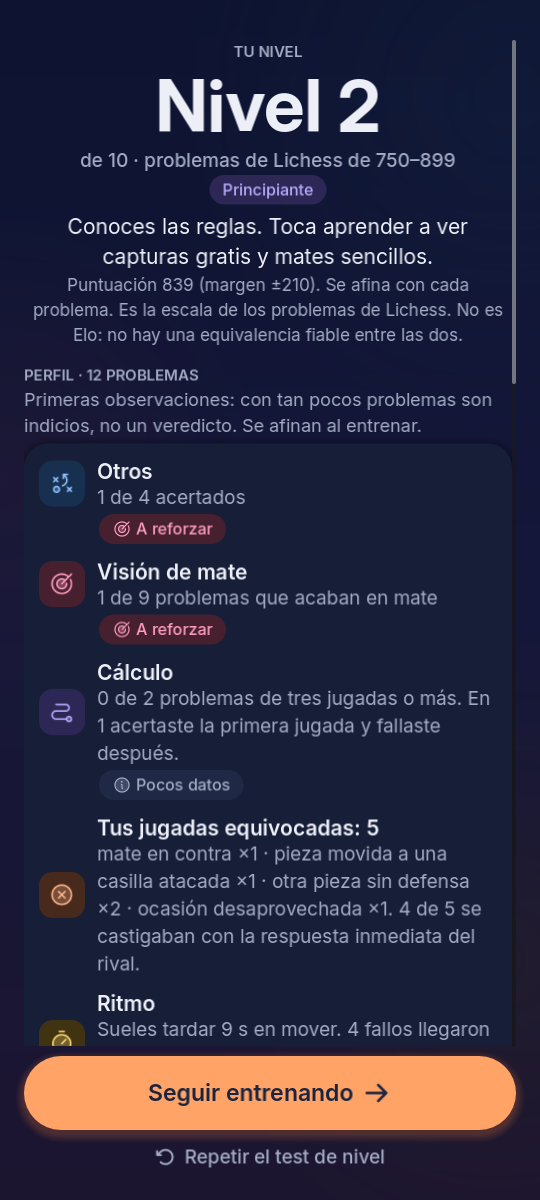 TU NIVEL
Nivel 2
de 10 · problemas de Lichess de 750–899
Principiante
Conoces las reglas. Toca aprender a ver
capturas gratis y mates sencillos.
Puntuación 839 (margen ±210). Se afina con cada
problema. Es la escala de los problemas de Lichess. No es
Elo: no hay una equivalencia fiable entre las dos.
PERFIL · 12 PROBLEMAS
Primeras observaciones: con tan pocos problemas son
indicios, no un veredicto. Se afinan al entrenar.
Otros
1 de 4 acertados
A reforzar
Visión de mate
1 de 9 problemas que acaban en mate
A reforzar
Cálculo
0 de 2 problemas de tres jugadas o más. En
1 acertaste la primera jugada y fallaste
después.
Pocos datos
Tus jugadas equivocadas: 5
mate en contra ×1 · pieza movida a una
casilla atacada ×1 · otra pieza sin defensa
×2 · ocasión desaprovechada ×1. 4 de 5 se
castigaban con la respuesta inmediata del
rival.
Ritmo
Sueles tardar 9 s en mover. 4 fallos llegaron
Seguir entrenando
Repetir el test de nivel